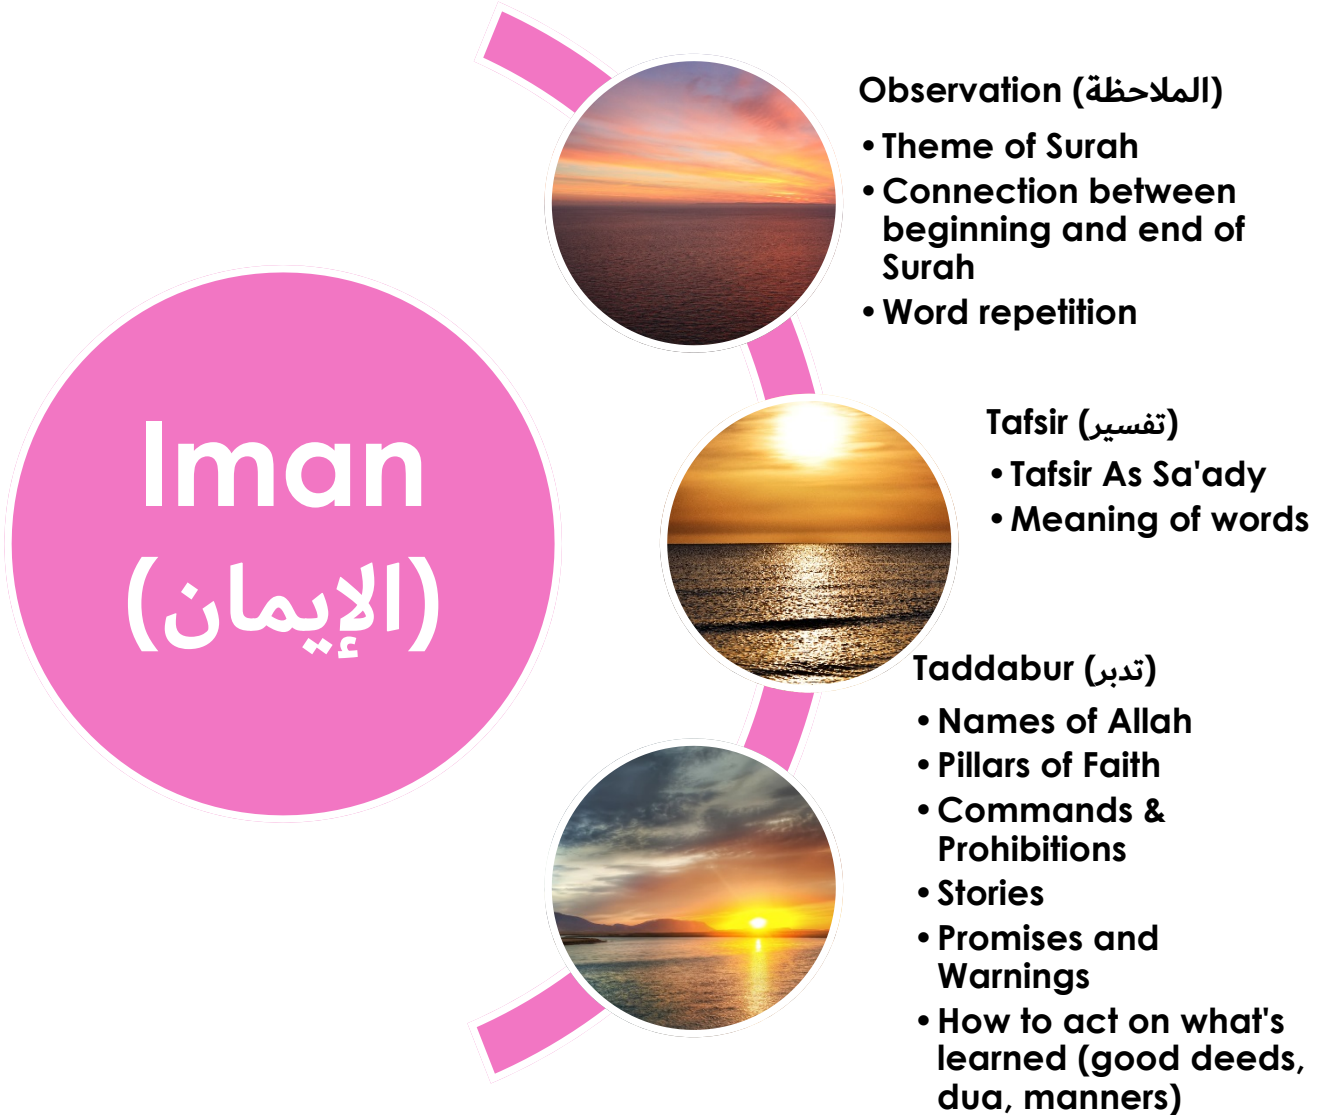 Iman
(الإيمان)
Observation (الملاحظة)
• Theme of Surah
• Connection between
beginning and end of
Surah
• Word repetition
Tafsir (تفسير)
• Tafsir As Sa'ady
• Meaning of words
Taddabur (تدبر)
• Names of Allah
• Pillars of Faith
• Commands &
Prohibitions
• Stories
• Promises and
Warnings
• How to act on what's
learned (good deeds,
dua, manners)